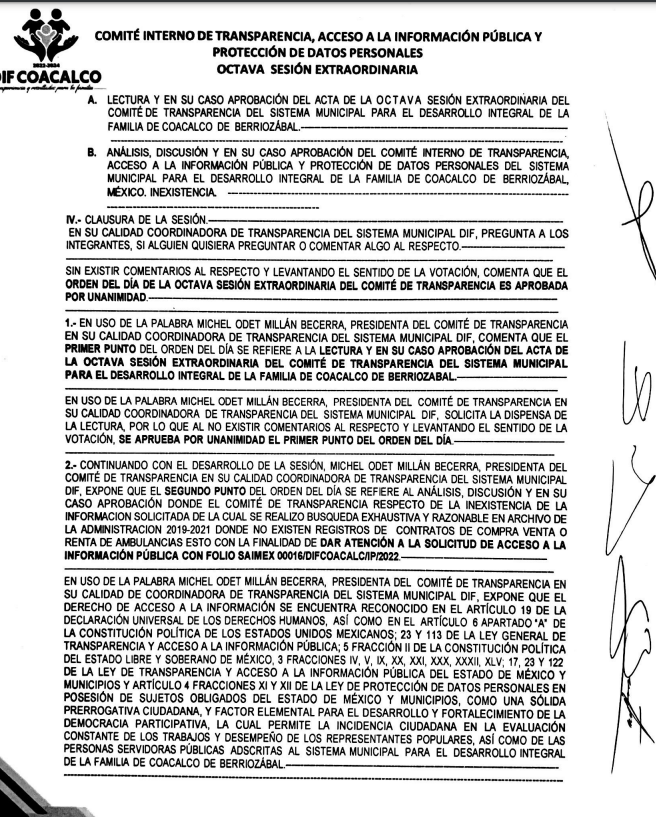 COMITÉ INTERNO DE TRANSPARENCIA, ACCESO A LA INFORMACIÓN PÚBLICA Y
PROTECCIÓN DE DATOS PERSONALES
OCTAVA SESIÓN EXTRAORDINARIA
2022-2024
DIF COACALCO
A. LECTURA Y EN SU CASO APROBACIÓN DEL ACTA DE LA OCTAVA SESIÓN EXTRAORDINARIA DEL
COMITÉ DE TRANSPARENCIA DEL SISTEMA MUNICIPAL PARA EL DESARROLLO INTEGRAL DE LA
FAMILIA DE COACALCO DE BERRIOZÁBAL.
B. ANÁLISIS, DISCUSIÓN Y EN SU CASO APROBACIÓN DEL COMITÉ INTERNO DE TRANSPARENCIA,
ACCESO A LA INFORMACIÓN PÚBLICA Y PROTECCIÓN DE DATOS PERSONALES DEL SISTEMA
MUNICIPAL PARA EL DESARROLLO INTEGRAL DE LA FAMILIA DE COACALCO DE BERRIOZÁBAL,
MÉXICO. INEXISTENCIA.
IV.- CLAUSURA DE LA SESIÓN.
EN SU CALIDAD COORDINADORA DE TRANSPARENCIA DEL SISTEMA MUNICIPAL DIF, PREGUNTA A LOS
INTEGRANTES, SI ALGUIEN QUISIERA PREGUNTAR O COMENTAR ALGO AL RESPECTO.
SIN EXISTIR COMENTARIOS AL RESPECTO Y LEVANTANDO EL SENTIDO DE LA VOTACIÓN, COMENTA QUE EL
ORDEN DEL DÍA DE LA OCTAVA SESIÓN EXTRAORDINARIA DEL COMITÉ DE TRANSPARENCIA ES APROBADA
POR UNANIMIDAD.
1.- EN USO DE LA PALABRA MICHEL ODET MILLÁN BECERRA, PRESIDENTA DEL COMITÉ DE TRANSPARENCIA
EN SU CALIDAD COORDINADORA DE TRANSPARENCIA DEL SISTEMA MUNICIPAL DIF, COMENTA QUE EL
PRIMER PUNTO DEL ORDEN DEL DÍA SE REFIERE A LA LECTURA Y EN SU CASO APROBACIÓN DEL ACTA DE
LA OCTAVA SESIÓN EXTRAORDINARIA DEL COMITÉ DE TRANSPARENCIA DEL SISTEMA MUNICIPAL
PARA EL DESARROLLO INTEGRAL DE LA FAMILIA DE COACALCO DE BERRIOZABAL.
EN USO DE LA PALABRA MICHEL ODET MILLÁN BECERRA, PRESIDENTA DEL COMITÉ DE TRANSPARENCIA EN
SU CALIDAD COORDINADORA DE TRANSPARENCIA DEL SISTEMA MUNICIPAL DIF, SOLICITA LA DISPENSA DE
LA LECTURA, POR LO QUE AL NO EXISTIR COMENTARIOS AL RESPECTO Y LEVANTANDO EL SENTIDO DE LA
VOTACIÓN, SE APRUEBA POR UNANIMIDAD EL PRIMER PUNTO DEL ORDEN DEL DÍA.
2.- CONTINUANDO CON EL DESARROLLO DE LA SESIÓN, MICHEL ODET MILLÁN BECERRA, PRESIDENTA DEL
COMITÉ DE TRANSPARENCIA EN SU CALIDAD COORDINADORA DE TRANSPARENCIA DEL SISTEMA MUNICIPAL
DIF, EXPONE QUE EL SEGUNDO PUNTO DEL ORDEN DEL DÍA SE REFIERE AL ANÁLISIS, DISCUSIÓN Y EN SU
CASO APROBACIÓN DONDE EL COMITÉ DE TRANSPARENCIA RESPECTO DE LA INEXISTENCIA DE LA
INFORMACION SOLICITADA DE LA CUAL SE REALIZO BUSQUEDA EXHAUSTIVA Y RAZONABLE EN ARCHIVO DE
LA ADMINISTRACION 2019-2021 DONDE NO EXISTEN REGISTROS DE CONTRATOS DE COMPRA VENTA O
RENTA DE AMBULANCIAS ESTO CON LA FINALIDAD DE DAR ATENCIÓN A LA SOLICITUD DE ACCESO A LA
INFORMACIÓN PÚBLICA CON FOLIO SAIMEX 00016/DIFCOACALC/IP/2022.
EN USO DE LA PALABRA MICHEL ODET MILLÁN BECERRA, PRESIDENTA DEL COMITÉ DE TRANSPARENCIA EN
SU CALIDAD DE COORDINADORA DE TRANSPARENCIA DEL SISTEMA MUNICIPAL DIF, EXPONE QUE EL
DERECHO DE ACCESO A LA INFORMACIÓN SE ENCUENTRA RECONOCIDO EN EL ARTÍCULO 19 DE LA
DECLARACIÓN UNIVERSAL DE LOS DERECHOS HUMANOS, ASÍ COMO EN EL ARTÍCULO 6 APARTADO "A" DE
LA CONSTITUCIÓN POLÍTICA DE LOS ESTADOS UNIDOS MEXICANOS; 23 Y 113 DE LA LEY GENERAL DE
TRANSPARENCIA Y ACCESO A LA INFORMACIÓN PÚBLICA; 5 FRACCIÓN II DE LA CONSTITUCIÓN POLÍTICA
DEL ESTADO LIBRE Y SOBERANO DE MÉXICO, 3 FRACCIONES IV, V, IX, XX, XXI, XXX, XXXII, XLV; 17, 23 Y 122
DE LA LEY DE TRANSPARENCIA Y ACCESO A LA INFORMACIÓN PÚBLICA DEL ESTADO DE MÉXICO Y
MUNICIPIOS Y ARTÍCULO 4 FRACCIONES XI Y XII DE LA LEY DE PROTECCIÓN DE DATOS PERSONALES EN
POSESIÓN DE SUJETOS OBLIGADOS DEL ESTADO DE MÉXICO Y MUNICIPIOS, COMO UNA SÓLIDA
PRERROGATIVA CIUDADANA, Y FACTOR ELEMENTAL PARA EL DESARROLLO Y FORTALECIMIENTO DE LA
DEMOCRACIA PARTICIPATIVA, LA CUAL PERMITE LA INCIDENCIA CIUDADANA EN LA EVALUACIÓN
CONSTANTE DE LOS TRABAJOS Y DESEMPEÑO DE LOS REPRESENTANTES POPULARES, ASÍ COMO DE LAS
PERSONAS SERVIDORAS PÚBLICAS ADSCRITAS AL SISTEMA MUNICIPAL PARA EL DESARROLLO INTEGRAL
DE LA FAMILIA DE COACALCO DE BERRIOZÁBAL.